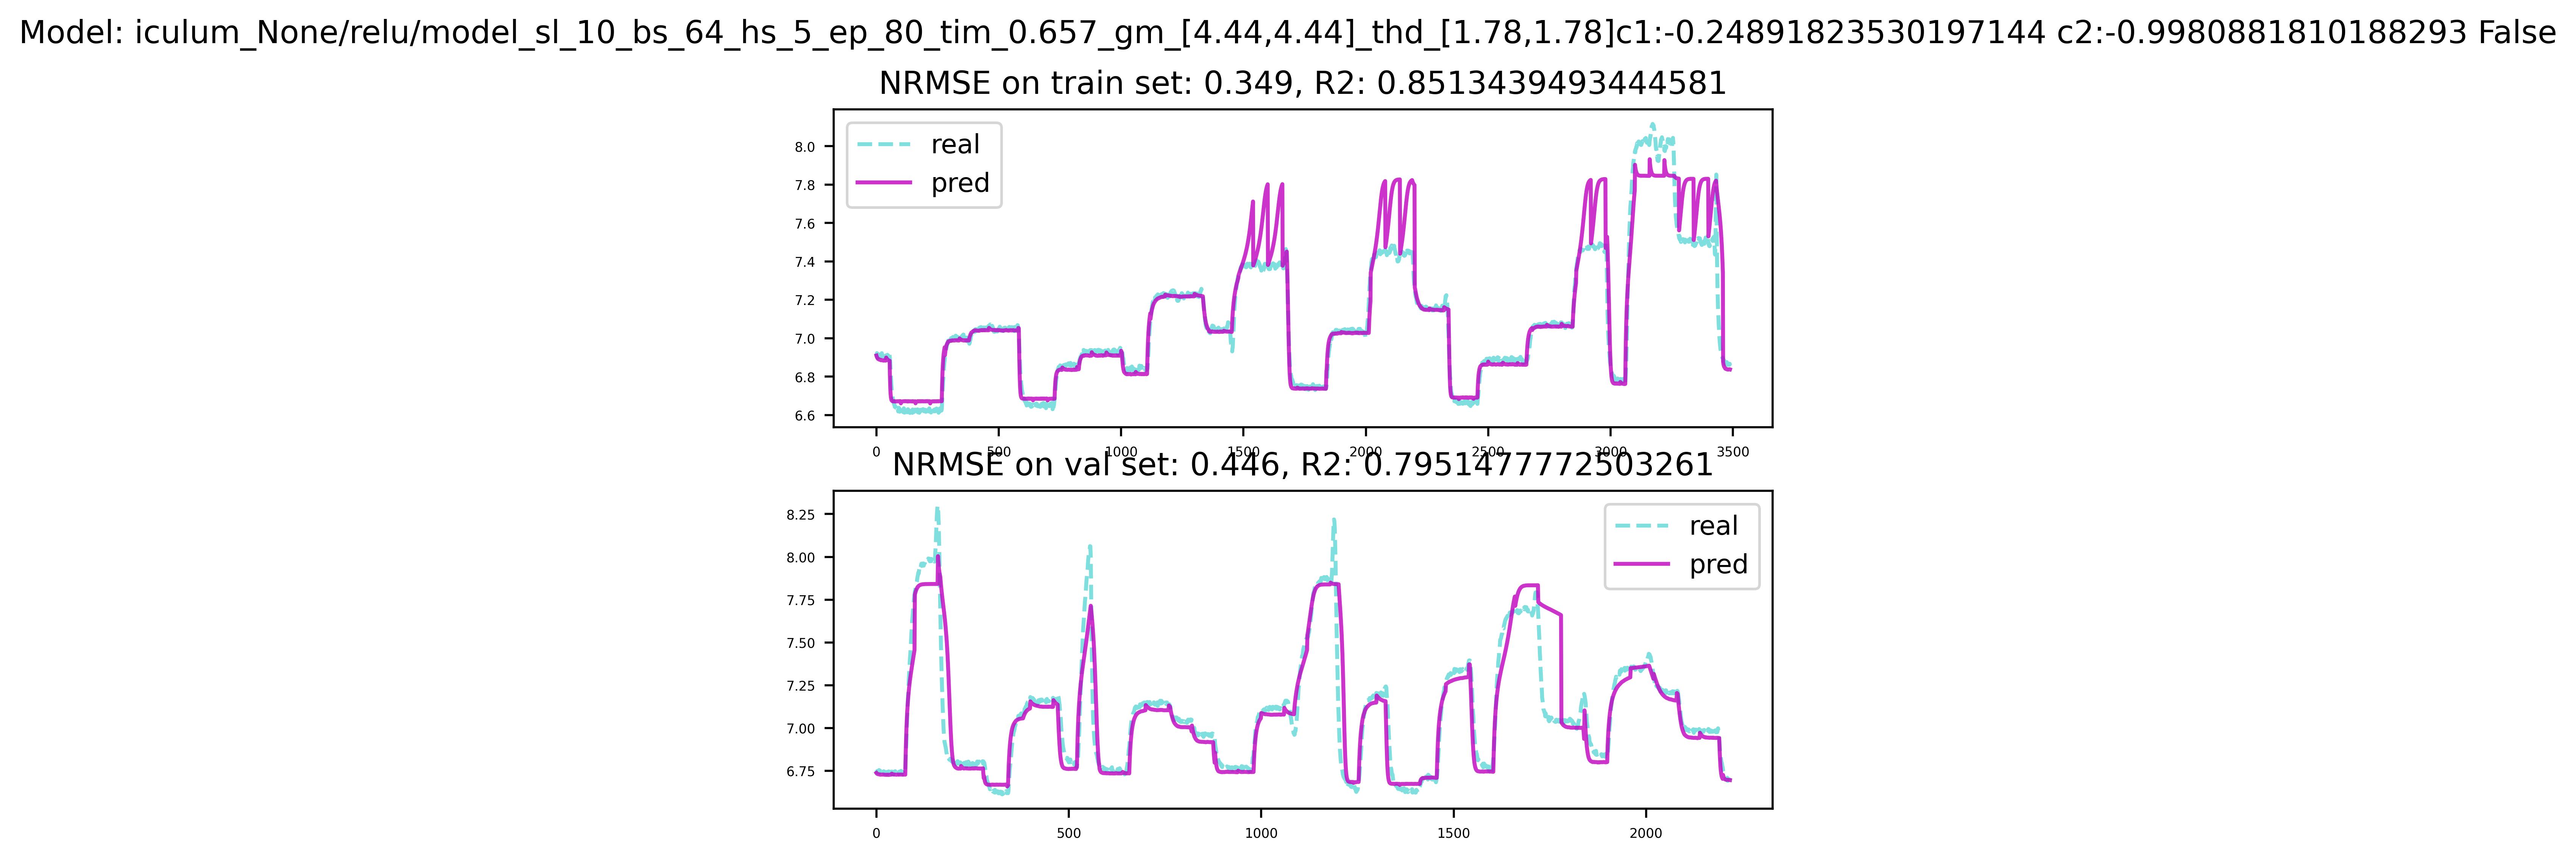 Model: iculum_None/relu/model_sl_10_bs_64_hs_5_ep_80_tim_0.657_gm_[4.44,4.44]_thd_[1.78,1.78]c1:-0.24891823530197144 c2:-0.9980881810188293 False
NRMSE on train set: 0.349, R2: 0.8513439493444581
real
pred
8.0
7.8
7.6
7.4
7.2
7.0
6.8
6.6
0 500 1000 1500 2000 2500 3000 3500
NRMSE on val set: 0.446, R2: 0.7951477772503261
real
pred
8.25
8.00
7.75
7.50
7.25
7.00
6.75
0 500 1000 1500 2000